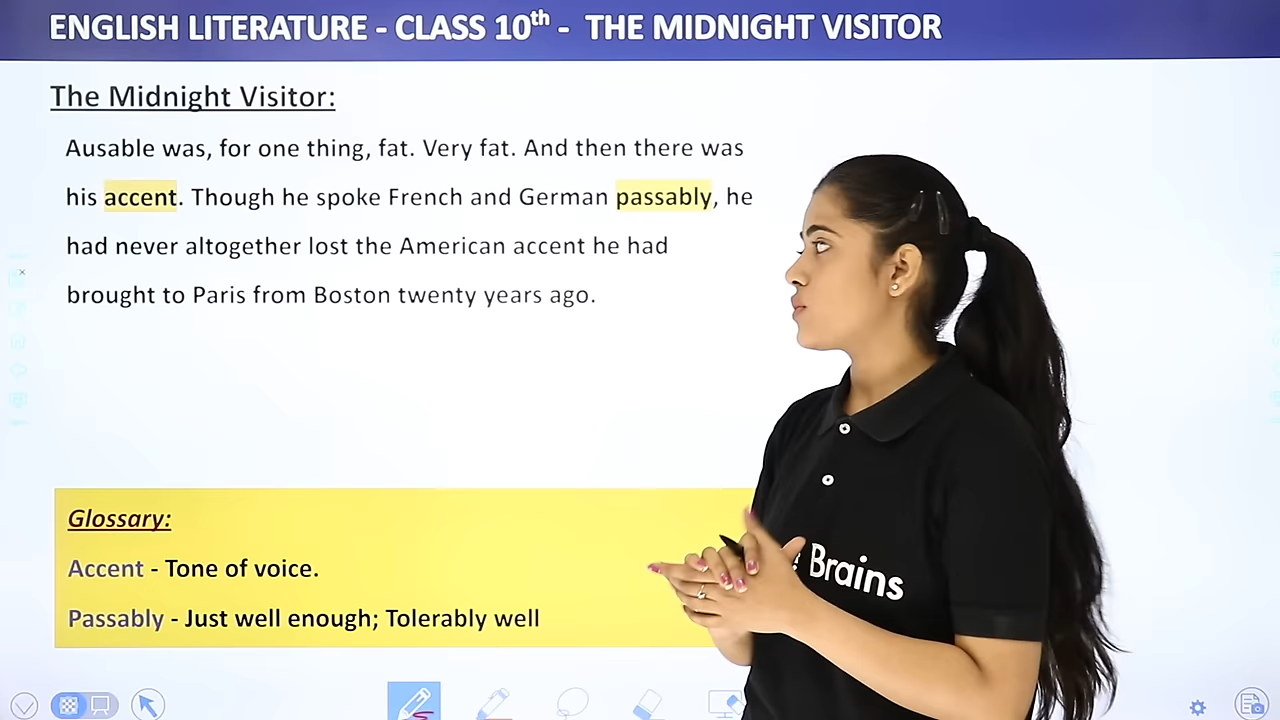 ENGLISH LITERATURE - CLASS 10th - THE MIDNIGHT VISITOR
The Midnight Visitor:
Ausable was, for one thing, fat. Very fat. And then there was
his accent. Though he spoke French and German passably, he
had never altogether lost the American accent he had
brought to Paris from Boston twenty years ago.
Glossary:
Accent - Tone of voice.
Passably - Just well enough; Tolerably well
Brains